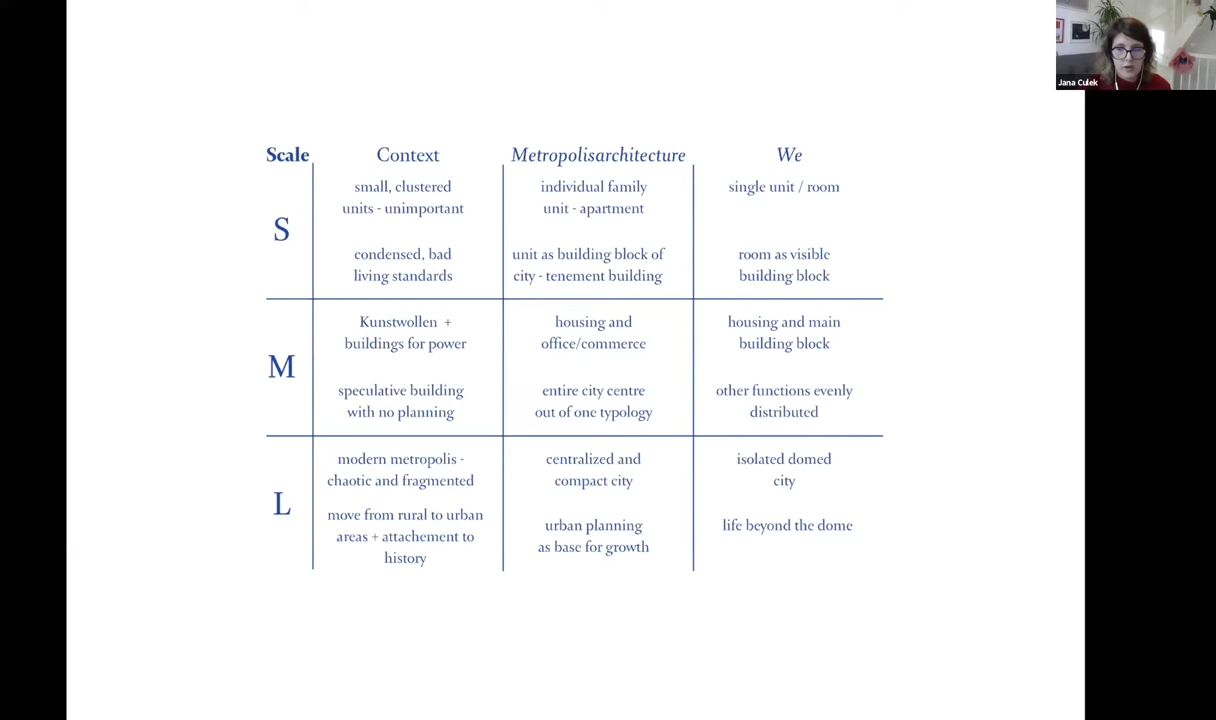 Jana Culek
Scale Context Metropolisarchitecture We
S
small, clustered
units - unimportant
individual family
unit - apartment
single unit / room
condensed, bad
living standards
unit as building block of
city - tenement building
room as visible
building block
M
Kunstwollen +
buildings for power
housing and
office/commerce
housing and main
building block
speculative building
with no planning
entire city centre
out of one typology
other functions evenly
distributed
L
modern metropolis -
chaotic and fragmented
centralized and
compact city
isolated domed
city
move from rural to urban
areas + attachement to
history
urban planning
as base for growth
life beyond the dome